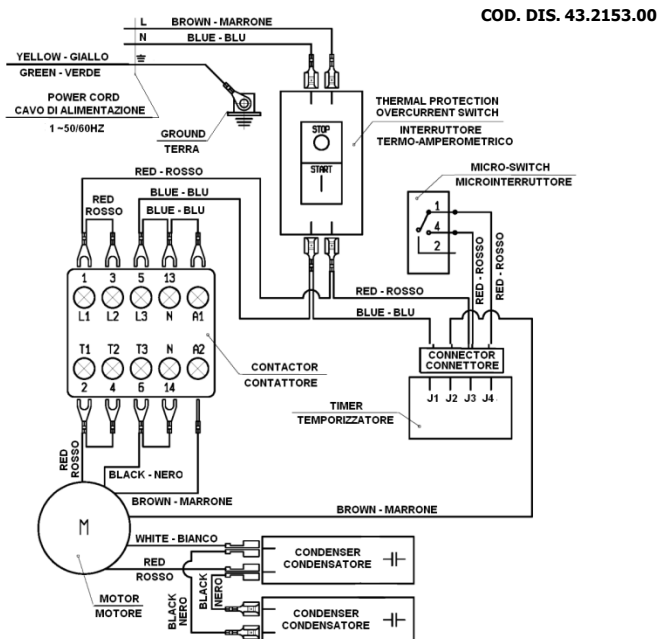 COD. DIS. 43.2153.00
L BROWN - MARRONE
N BLUE - BLU
YELLOW - GIALLO
GREEN - VERDE
POWER CORD
CAVO DI ALIMENTAZIONE
1 ~50/60HZ
GROUND
TERRA
STOP
START
THERMAL PROTECTION
OVERCURRENT SWITCH
INTERRUTTORE
TERMO-AMPEROMETRICO
MICRO-SWITCH
MICROINTERRUTTORE
1
4
2
RED - ROSSO
RED - ROSSO
RED - ROSSO
BLUE - BLU
RED
ROSSO
BLUE - BLU
1 3 5 13
L1 L2 L3 N A1
T1 T2 T3 N A2
2 4 6 14
CONTACTOR
CONTATTORE
RED - ROSSO
BLUE - BLU
CONNECTOR
CONNETTORE
J1 J2 J3 J4
TIMER
TEMPORIZZATORE
RED
ROSSO
BLACK - NERO
BROWN - MARRONE
BROWN - MARRONE
M
MOTOR
MOTORE
WHITE - BIANCO
RED
ROSSO
BLACK
NERO
BLACK
NERO
CONDENSER
CONDENSATORE
CONDENSER
CONDENSATORE